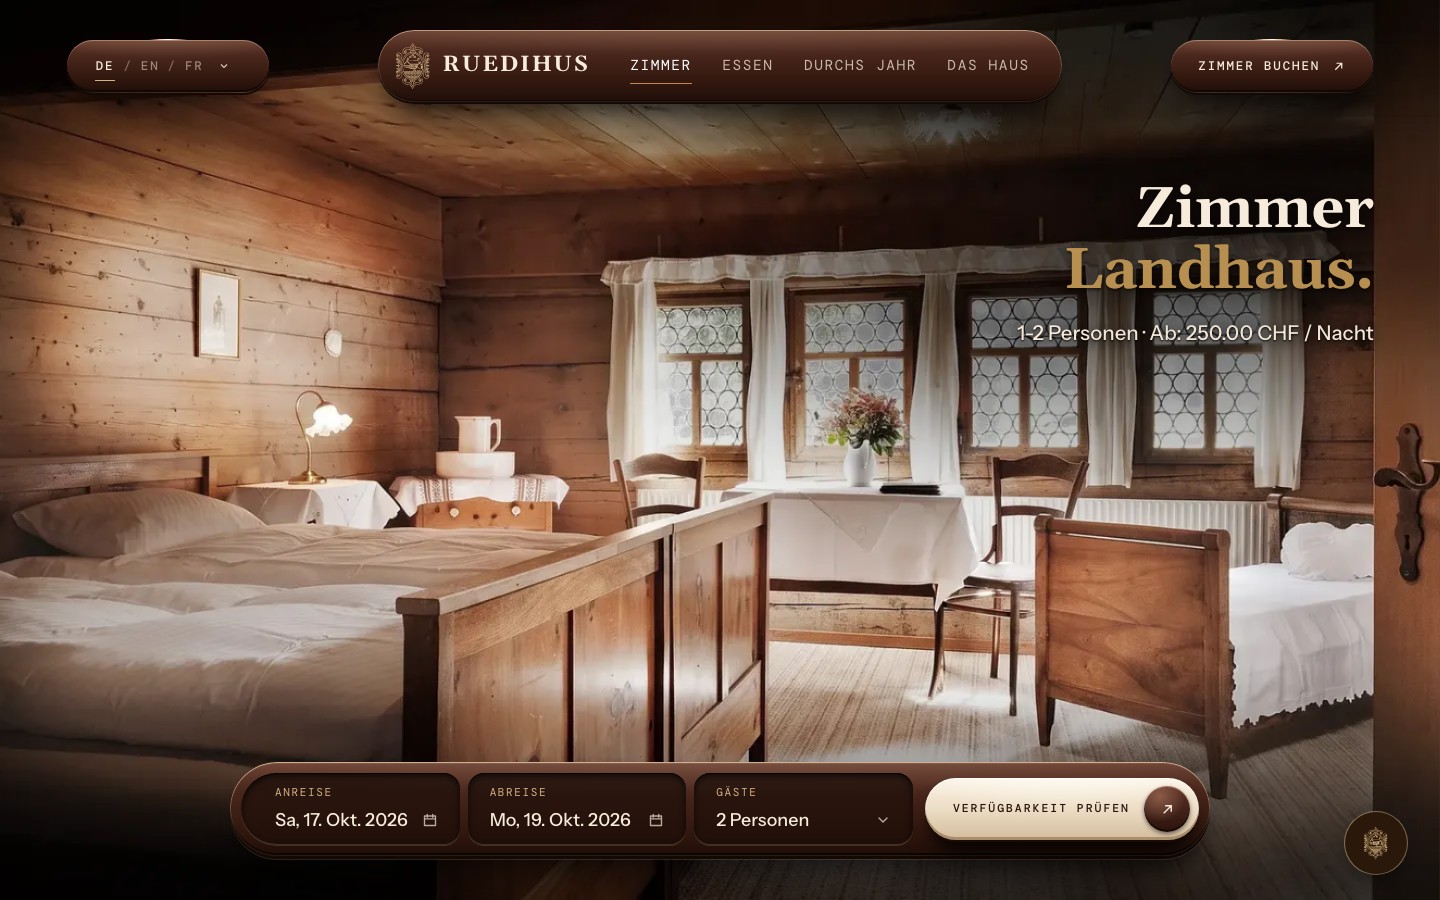 DE / EN / FR
RUEDIHUS
ZIMMER
ESSEN
DURCHS JAHR
DAS HAUS
ZIMMER BUCHEN
Zimmer
Landhaus.
1-2 Personen · Ab: 250.00 CHF / Nacht
ANREISE
Sa, 17. Okt. 2026
ABREISE
Mo, 19. Okt. 2026
GÄSTE
2 Personen
VERFÜGBARKEIT PRÜFEN